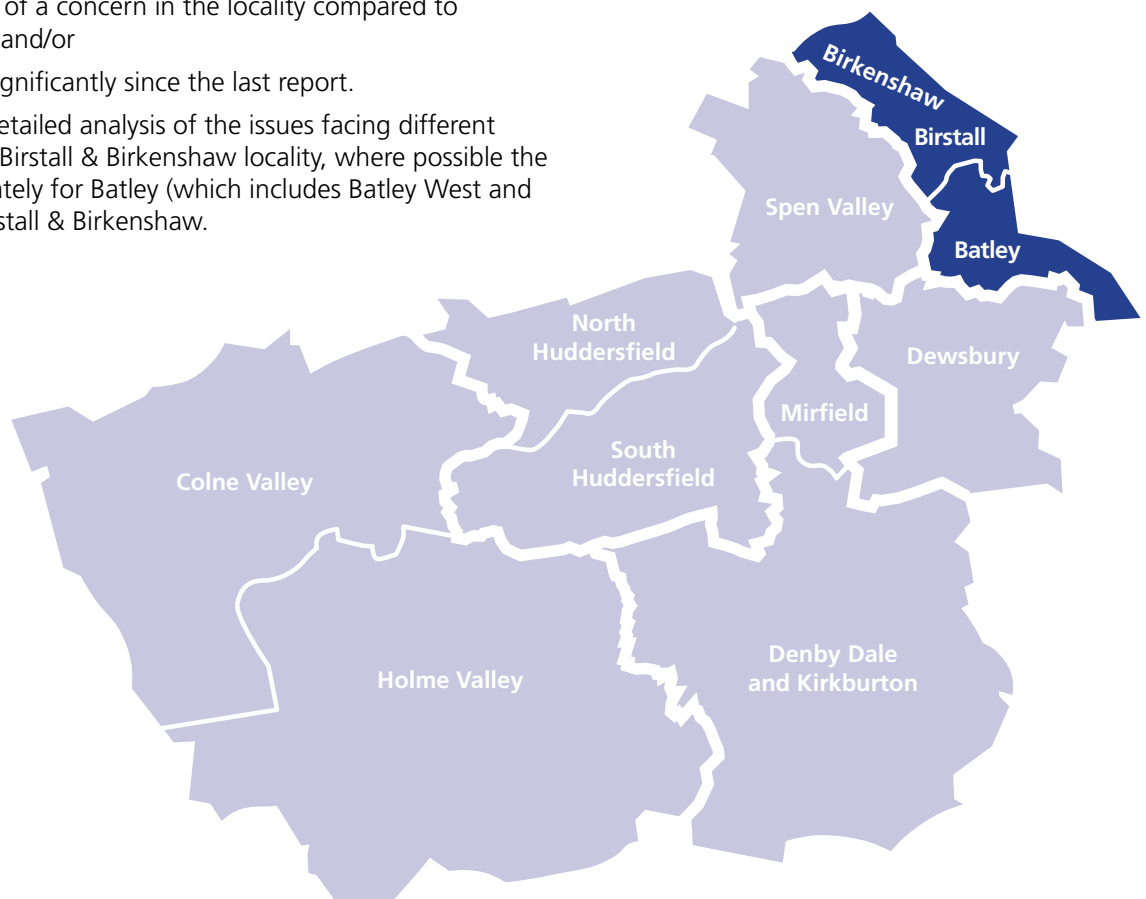 of a concern in the locality compared to
and/or
gnificantly since the last report.
etailed analysis of the issues facing different
Birstall & Birkenshaw locality, where possible the
ately for Batley (which includes Batley West and
stall & Birkenshaw.
Birkenshaw
Birstall
Spen Valley
Batley
North
Huddersfield
Dewsbury
Mirfield
South
Huddersfield
Colne Valley
Denby Dale
and Kirkburton
Holme Valley